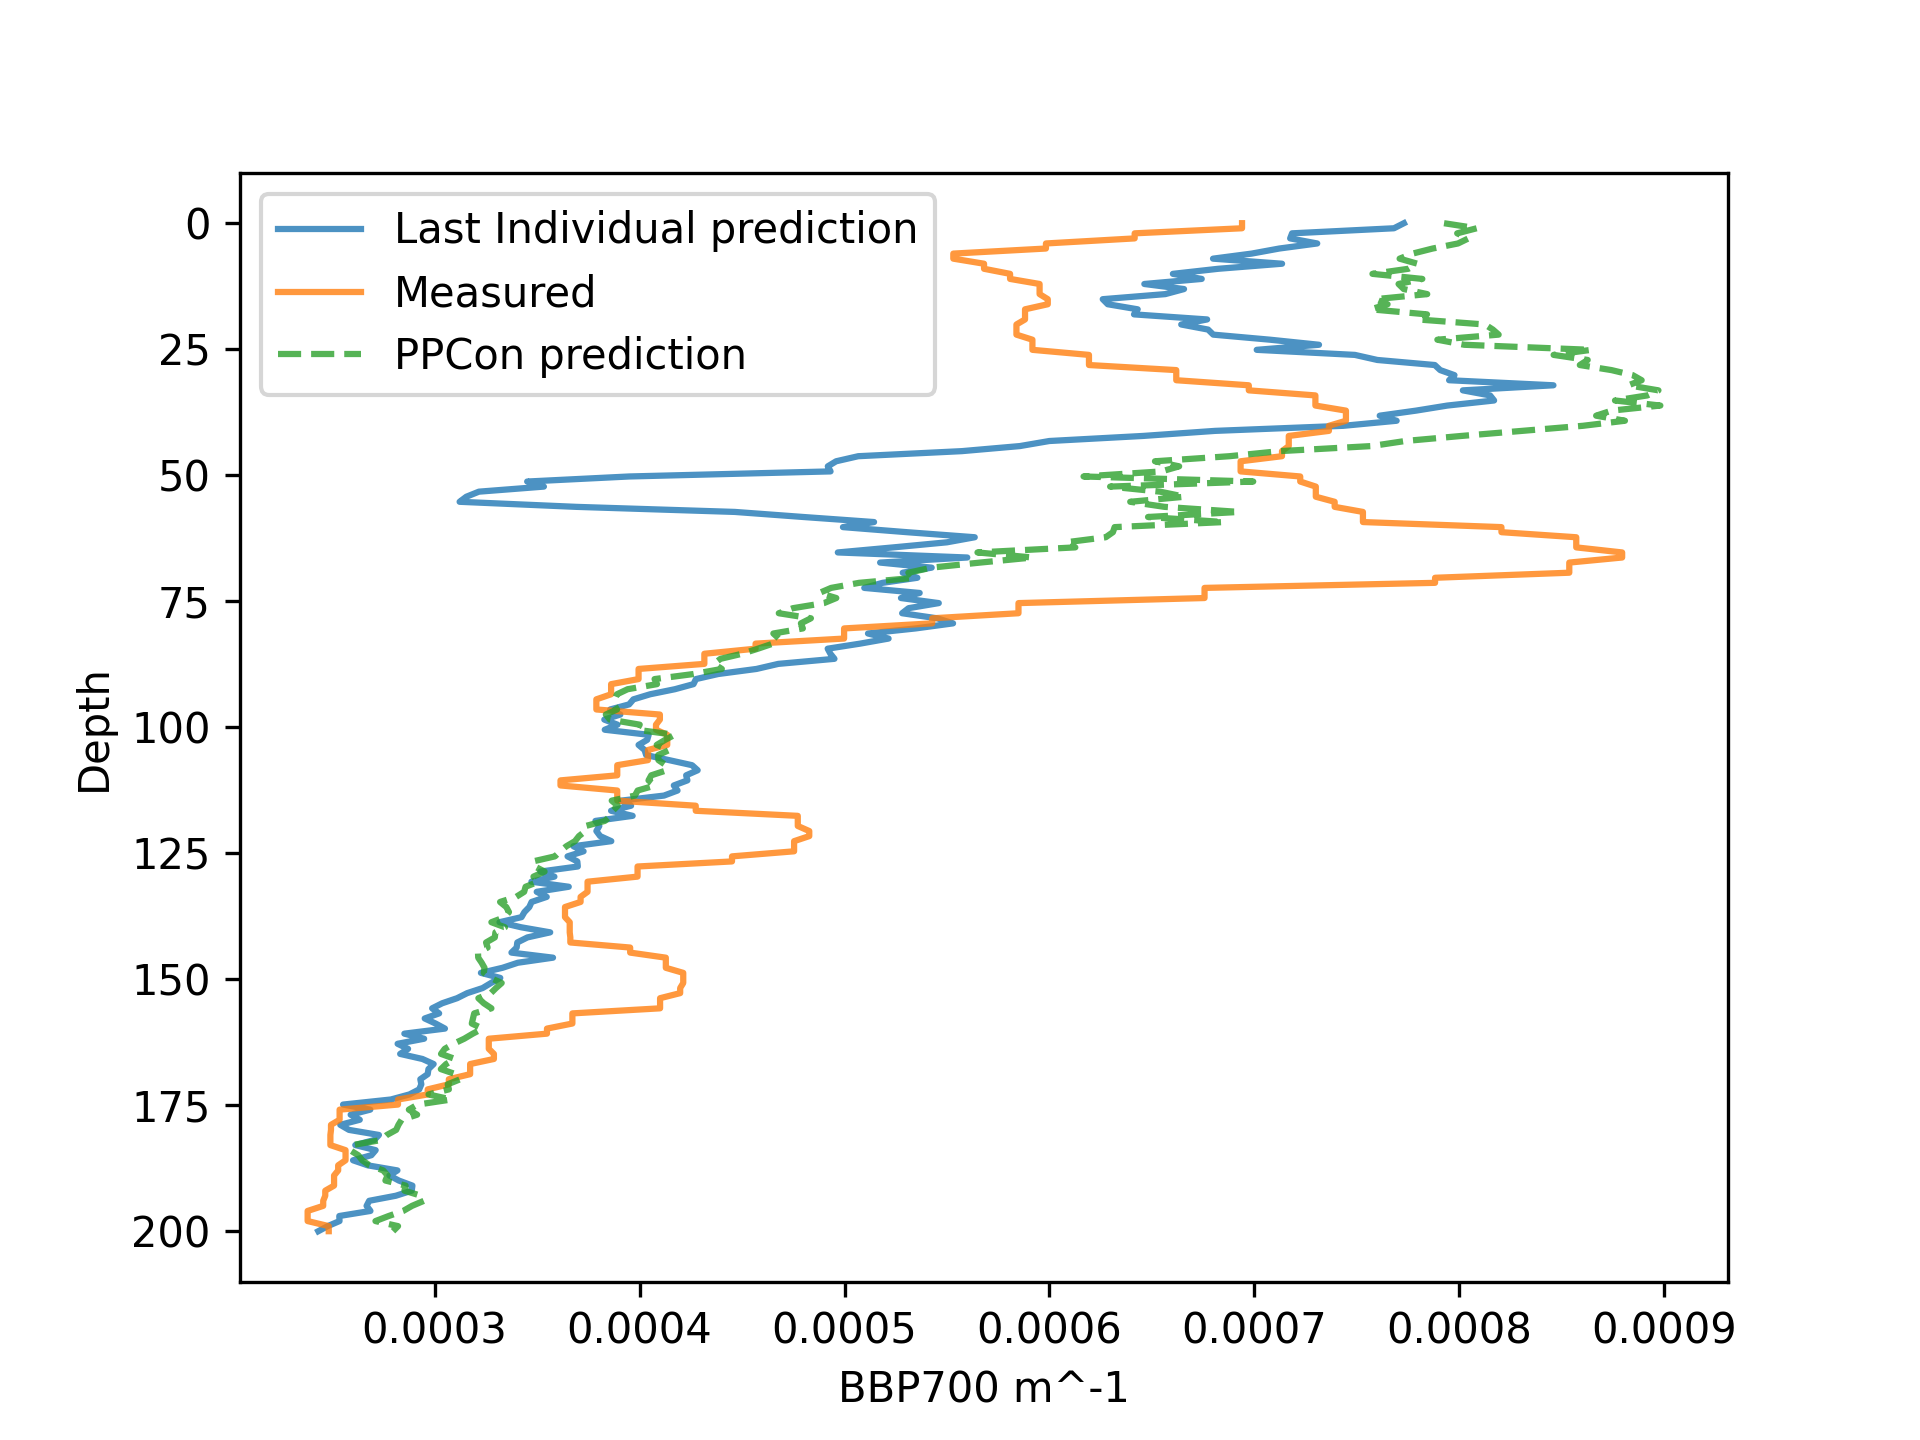 Last Individual prediction
Measured
PPCon prediction
0
25
50
75
100
125
150
175
200
Depth
0.0003 0.0004 0.0005 0.0006 0.0007 0.0008 0.0009
BBP700 m^-1